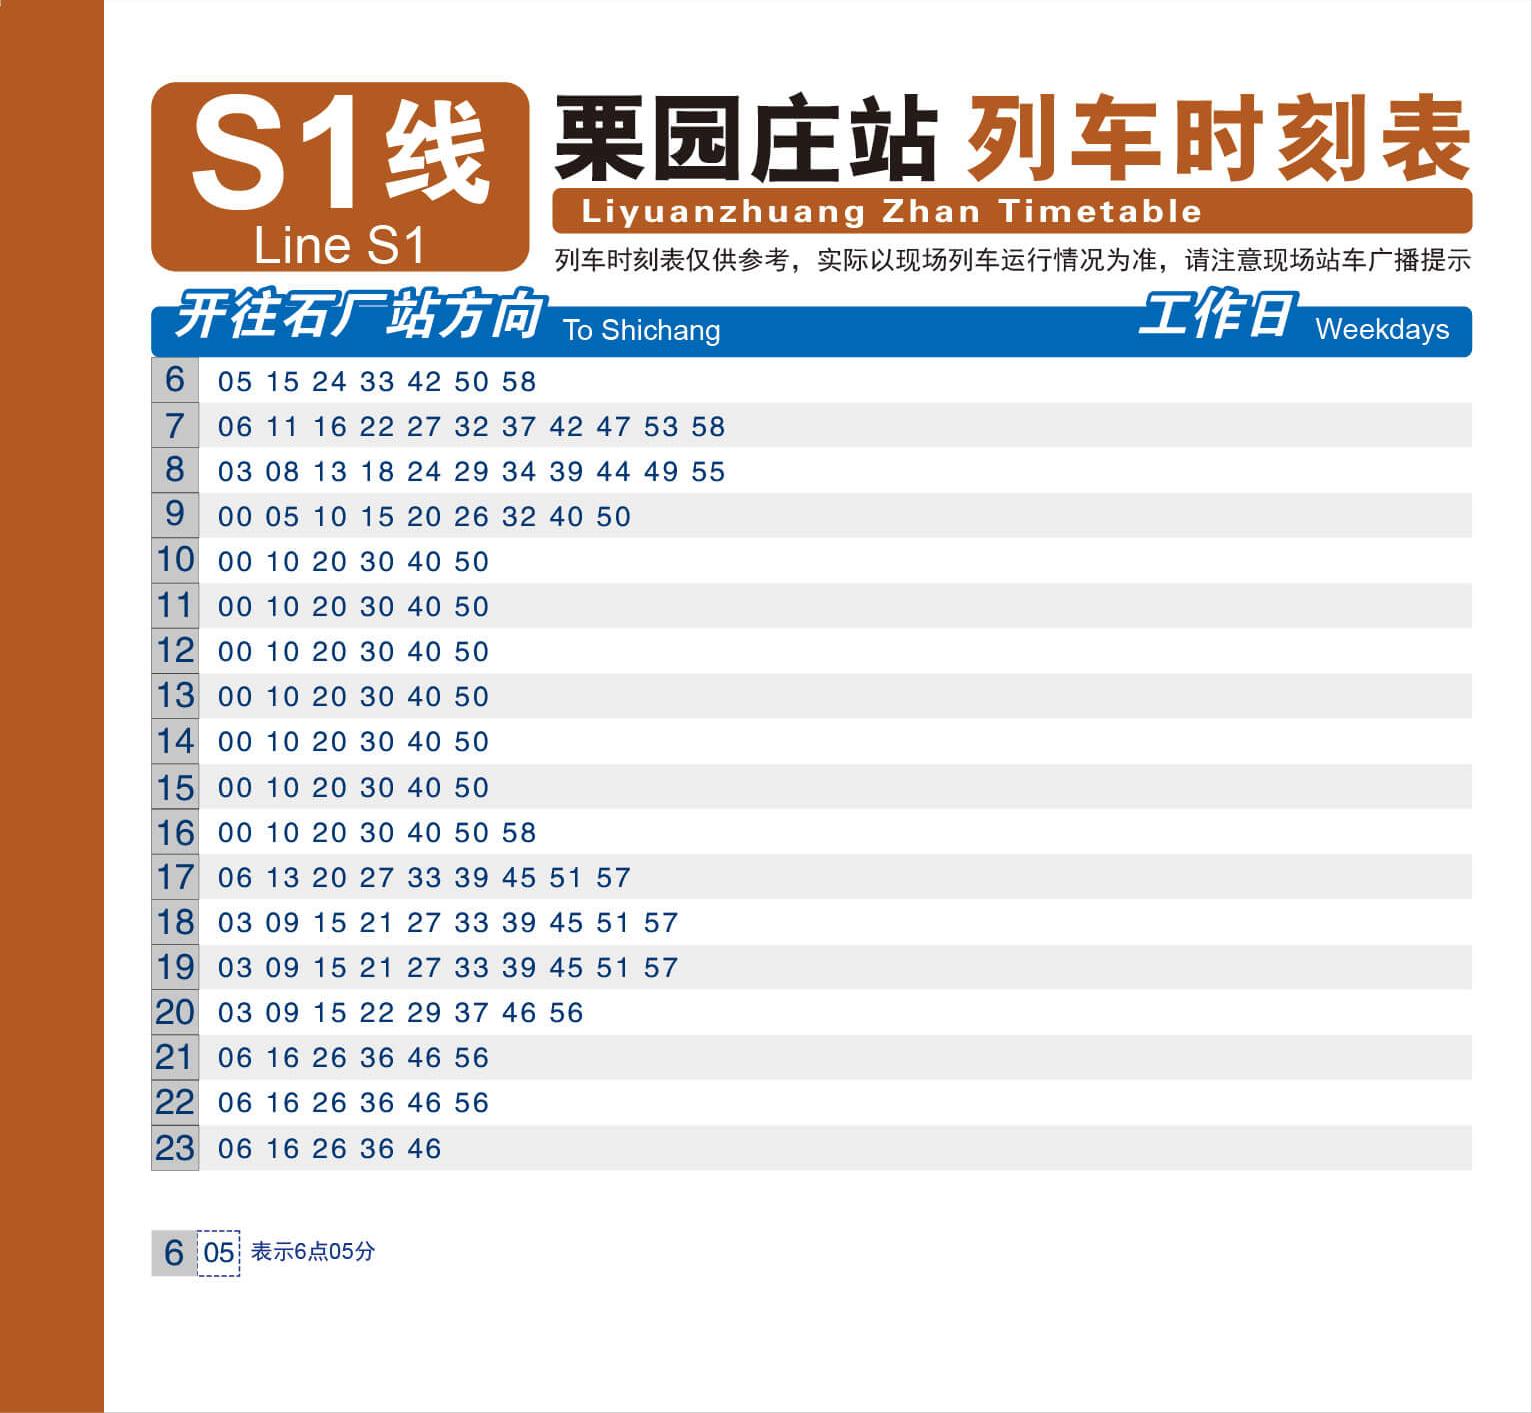 S1线
Line S1
栗园庄站 列车时刻表
Liyuanzhuang Zhan Timetable
列车时刻表仅供参考，实际以现场列车运行情况为准，请注意现场站车广播提示
开往石厂站方向 To Shichang 工作日 Weekdays
6 05 15 24 33 42 50 58
7 06 11 16 22 27 32 37 42 47 53 58
8 03 08 13 18 24 29 34 39 44 49 55
9 00 05 10 15 20 26 32 40 50
10 00 10 20 30 40 50
11 00 10 20 30 40 50
12 00 10 20 30 40 50
13 00 10 20 30 40 50
14 00 10 20 30 40 50
15 00 10 20 30 40 50
16 00 10 20 30 40 50 58
17 06 13 20 27 33 39 45 51 57
18 03 09 15 21 27 33 39 45 51 57
19 03 09 15 21 27 33 39 45 51 57
20 03 09 15 22 29 37 46 56
21 06 16 26 36 46 56
22 06 16 26 36 46 56
23 06 16 26 36 46
6 05 表示6点05分